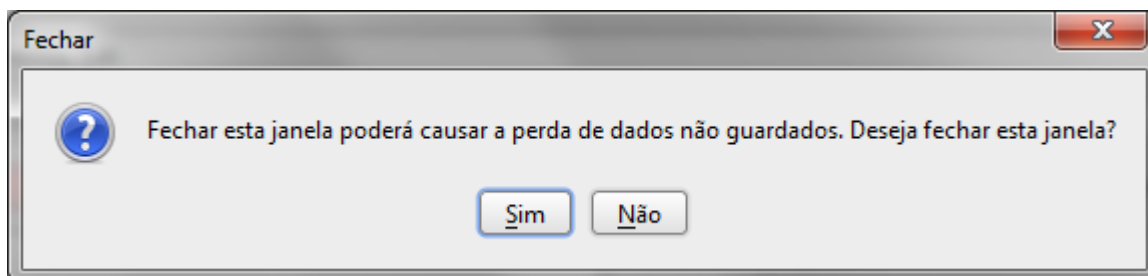 Fechar
Fechar esta janela poderá causar a perda de dados não guardados. Deseja fechar esta janela?
Sim
Não